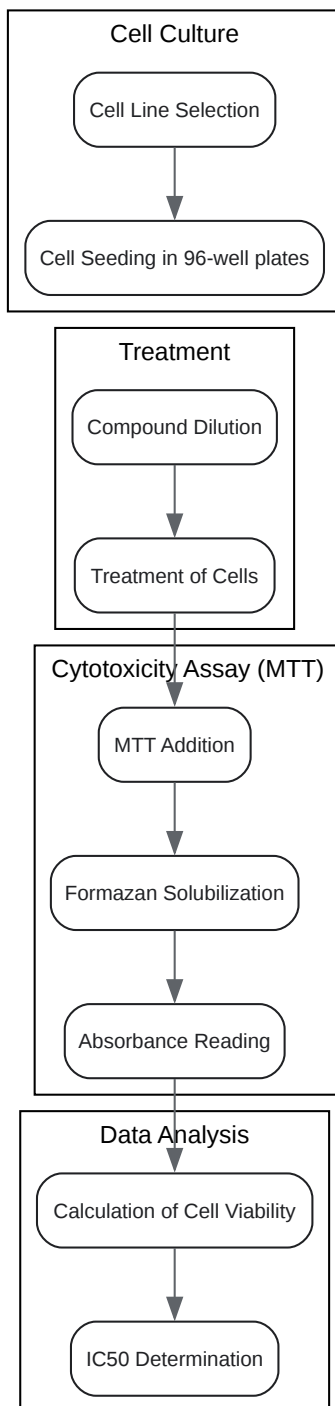 Cell Culture
Cell Line Selection
Cell Seeding in 96-well plates
Treatment
Compound Dilution
Treatment of Cells
Cytotoxicity Assay (MTT)
MTT Addition
Formazan Solubilization
Absorbance Reading
Data Analysis
Calculation of Cell Viability
IC50 Determination